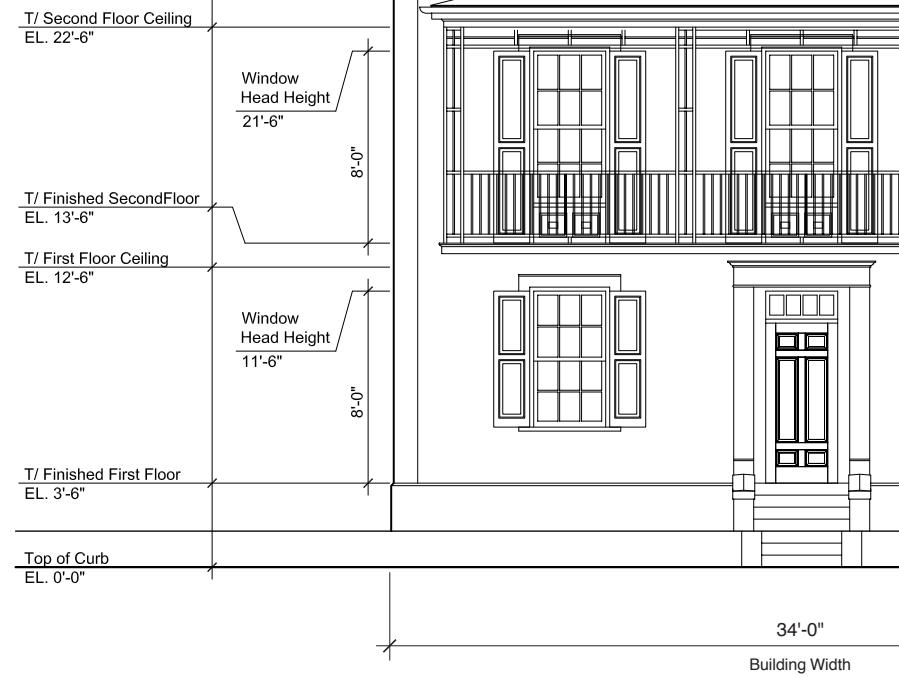 T/ Second Floor Ceiling
EL. 22'-6"
Window
Head Height
21'-6"
8'-0"
T/ Finished SecondFloor
EL. 13'-6"
T/ First Floor Ceiling
EL. 12'-6"
Window
Head Height
11'-6"
8'-0"
T/ Finished First Floor
EL. 3'-6"
Top of Curb
EL. 0'-0"
34'-0"
Building Width